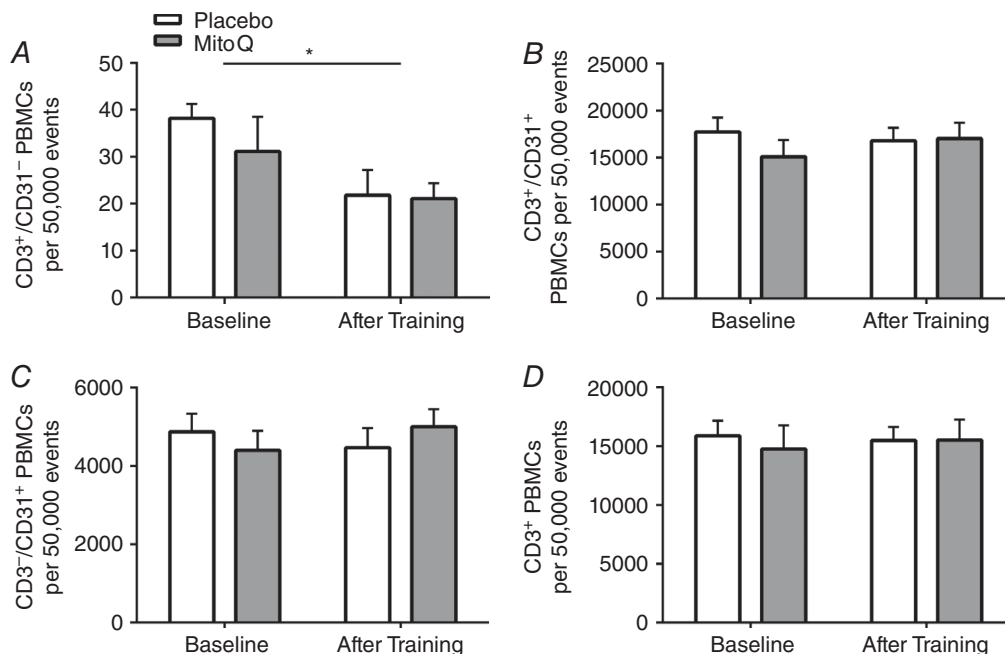 Placebo
MitoQ
A
CD3+/CD31− PBMCs
per 50,000 events
50
40
30
20
10
0
*
Baseline
After Training
B
CD3+/CD31+
PBMCs per 50,000 events
25000
20000
15000
10000
5000
0
Baseline
After Training
C
CD3−/CD31+ PBMCs
per 50,000 events
6000
4000
2000
0
Baseline
After Training
D
CD3+ PBMCs
per 50,000 events
20000
15000
10000
5000
0
Baseline
After Training